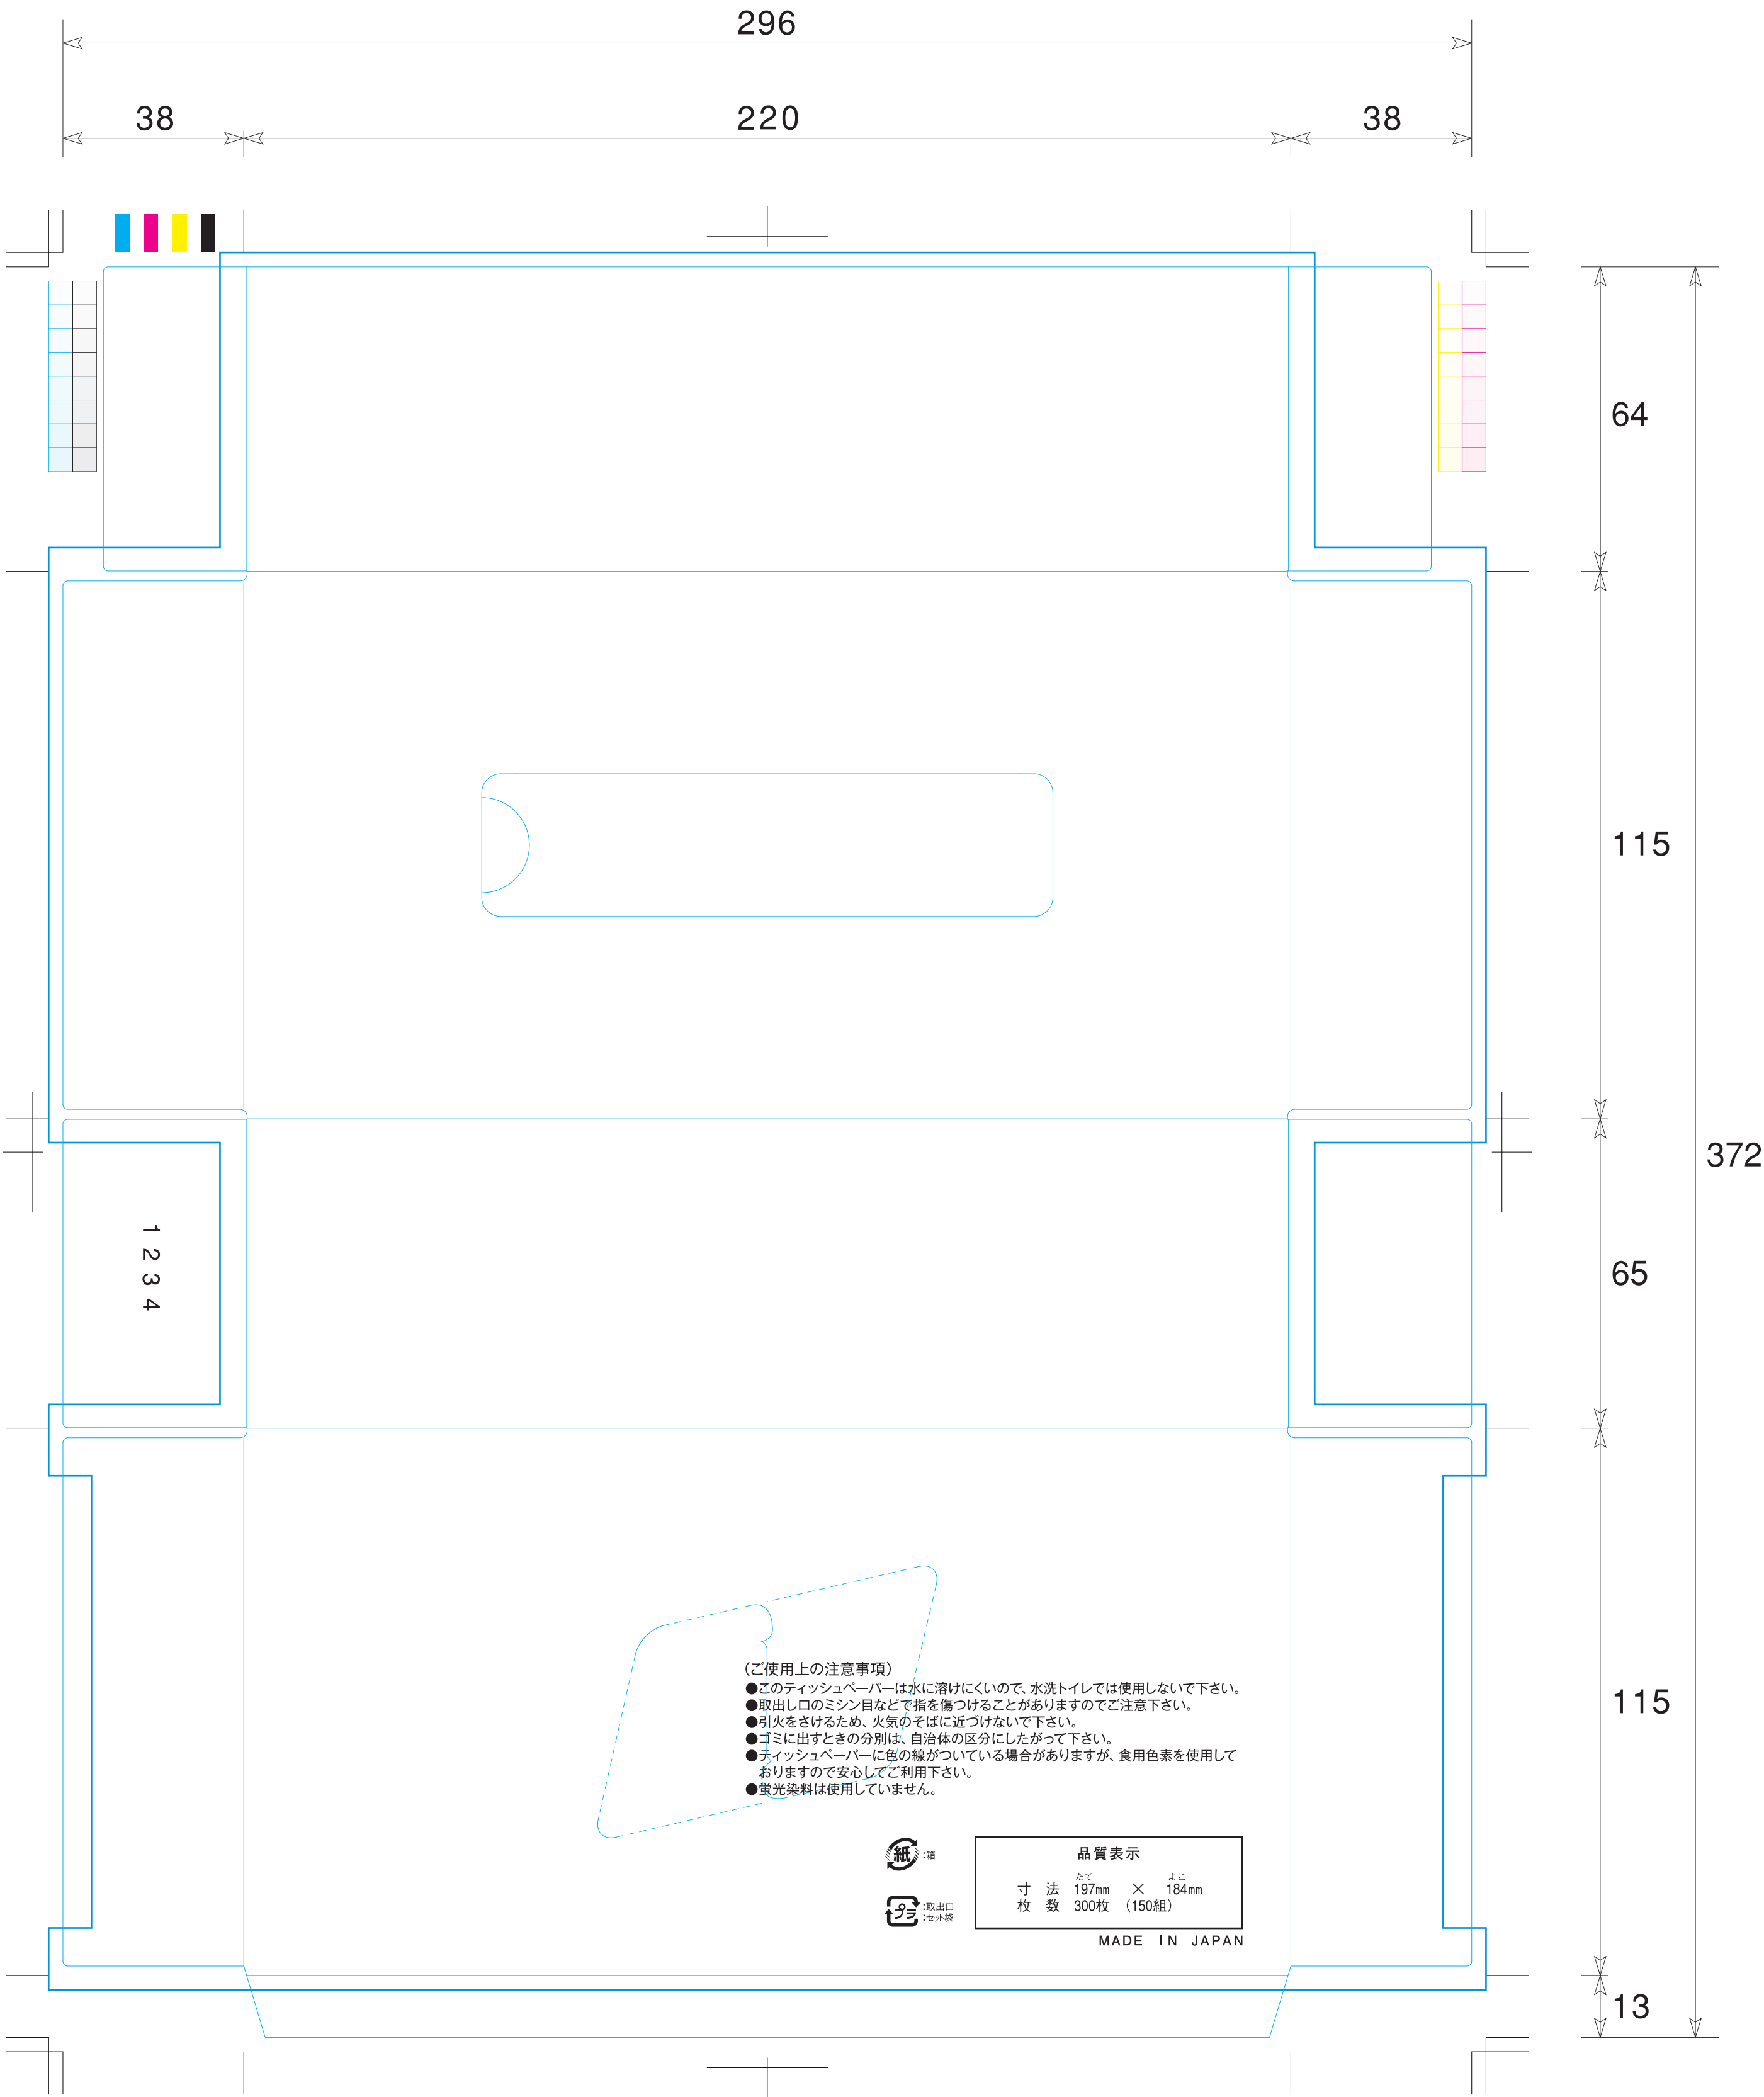 296
38 220 38
64
115
372
1234
65
（ご使用上の注意事項）
●このティッシュペーパーは水に溶けにくいので、水洗トイレでは使用しないで下さい。
●取出し口のミシン目などで指を傷つけることがありますのでご注意下さい。
●引火をさけるため、火気のそばに近づけないで下さい。
●ゴミに出すときの分別は、自治体の区分にしたがって下さい。
●ティッシュペーパーに色の線がついている場合がありますが、食用色素を使用して
おりますので安心してご利用下さい。
●蛍光染料は使用していません。
115
紙 :箱
プラ :取出口
:セット袋
品質表示
たて よこ
寸 法 197mm × 184mm
枚 数 300枚 （150組）
MADE IN JAPAN
13